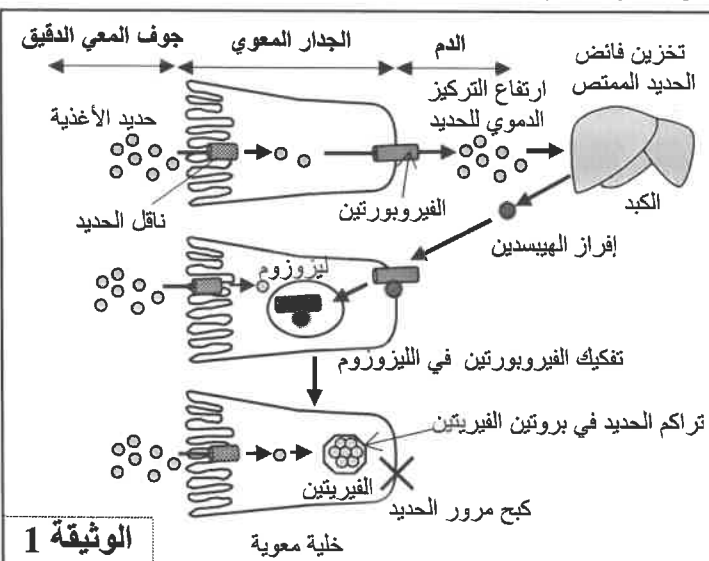 جوف المعي الدقيق
الجدار المعوي
الدم
تخزين فائض
الحديد الممتص
حديد الأغذية
ارتفاع التركيز
الدموي للحديد
ناقل الحديد
الفيروبورتين
الكبد
إفراز الهيبسدين
ليزوزوم
تفكيك الفيروبورتين في الليزوزوم
تراكم الحديد في بروتين الفيريتين
الفيريتين
كبح مرور الحديد
خلية معوية
الوثيقة 1